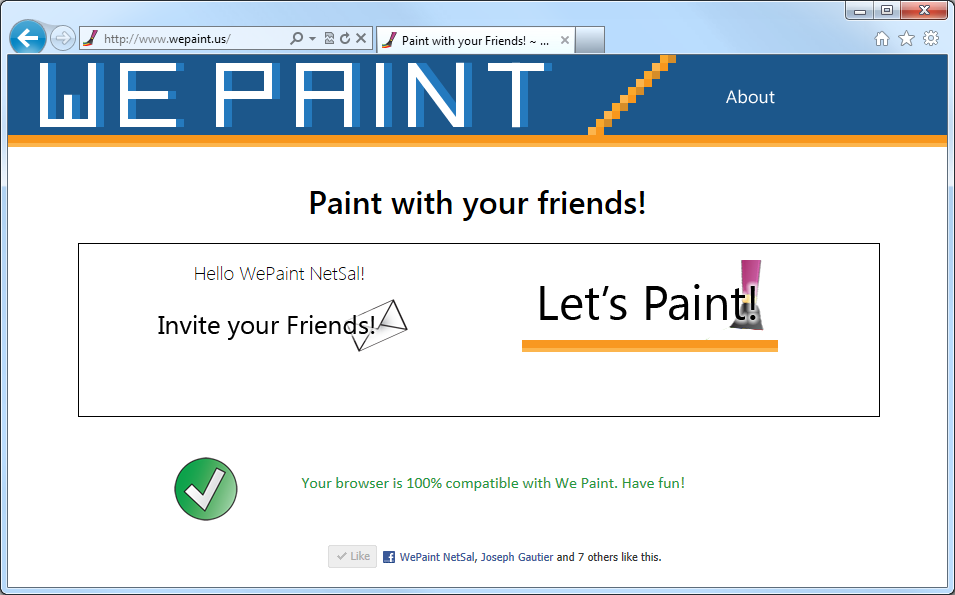 http://www.wepaint.us/
Paint with your Friends! ~ ...
WE PAINT
About
Paint with your friends!
Hello WePaint NetSal!
Invite your Friends!
Let's Paint!
Your browser is 100% compatible with We Paint. Have fun!
Like
WePaint NetSal, Joseph Gautier and 7 others like this.